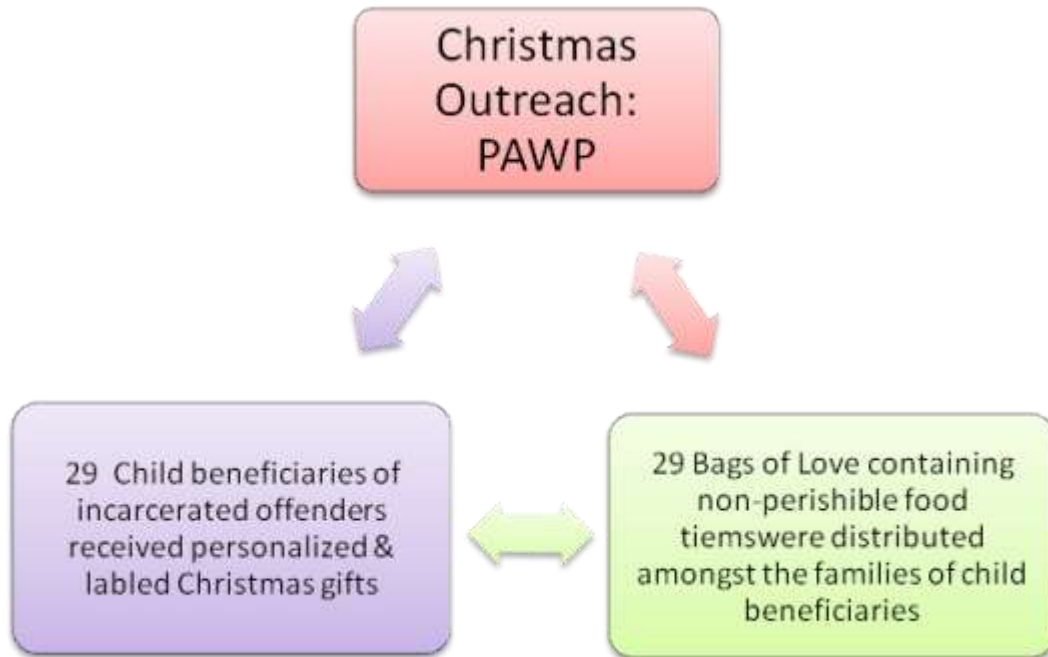 Christmas
Outreach:
PAWP
29 Child beneficiaries of
incarcerated offenders
received personalized &
labled Christmas gifts
29 Bags of Love containing
non-perishible food
tiemswere distributed
amongst the families of child
beneficiaries